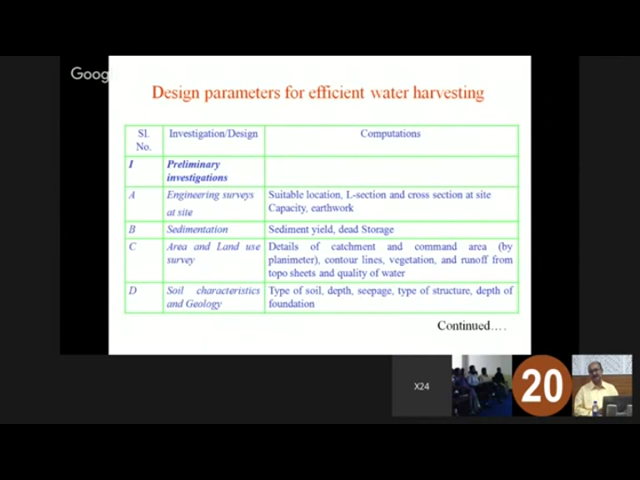 Goog
Design parameters for efficient water harvesting
Sl. No. Investigation/Design Computations
I Preliminary investigations
A Engineering surveys at site Suitable location, L-section and cross section at site
Capacity, earthwork
B Sedimentation Sediment yield, dead Storage
C Area and Land use survey Details of catchment and command area (by
planimeter), contour lines, vegetation, and runoff from
topo sheets and quality of water
D Soil characteristics and Geology Type of soil, depth, seepage, type of structure, depth of
foundation
Continued….
X24
20